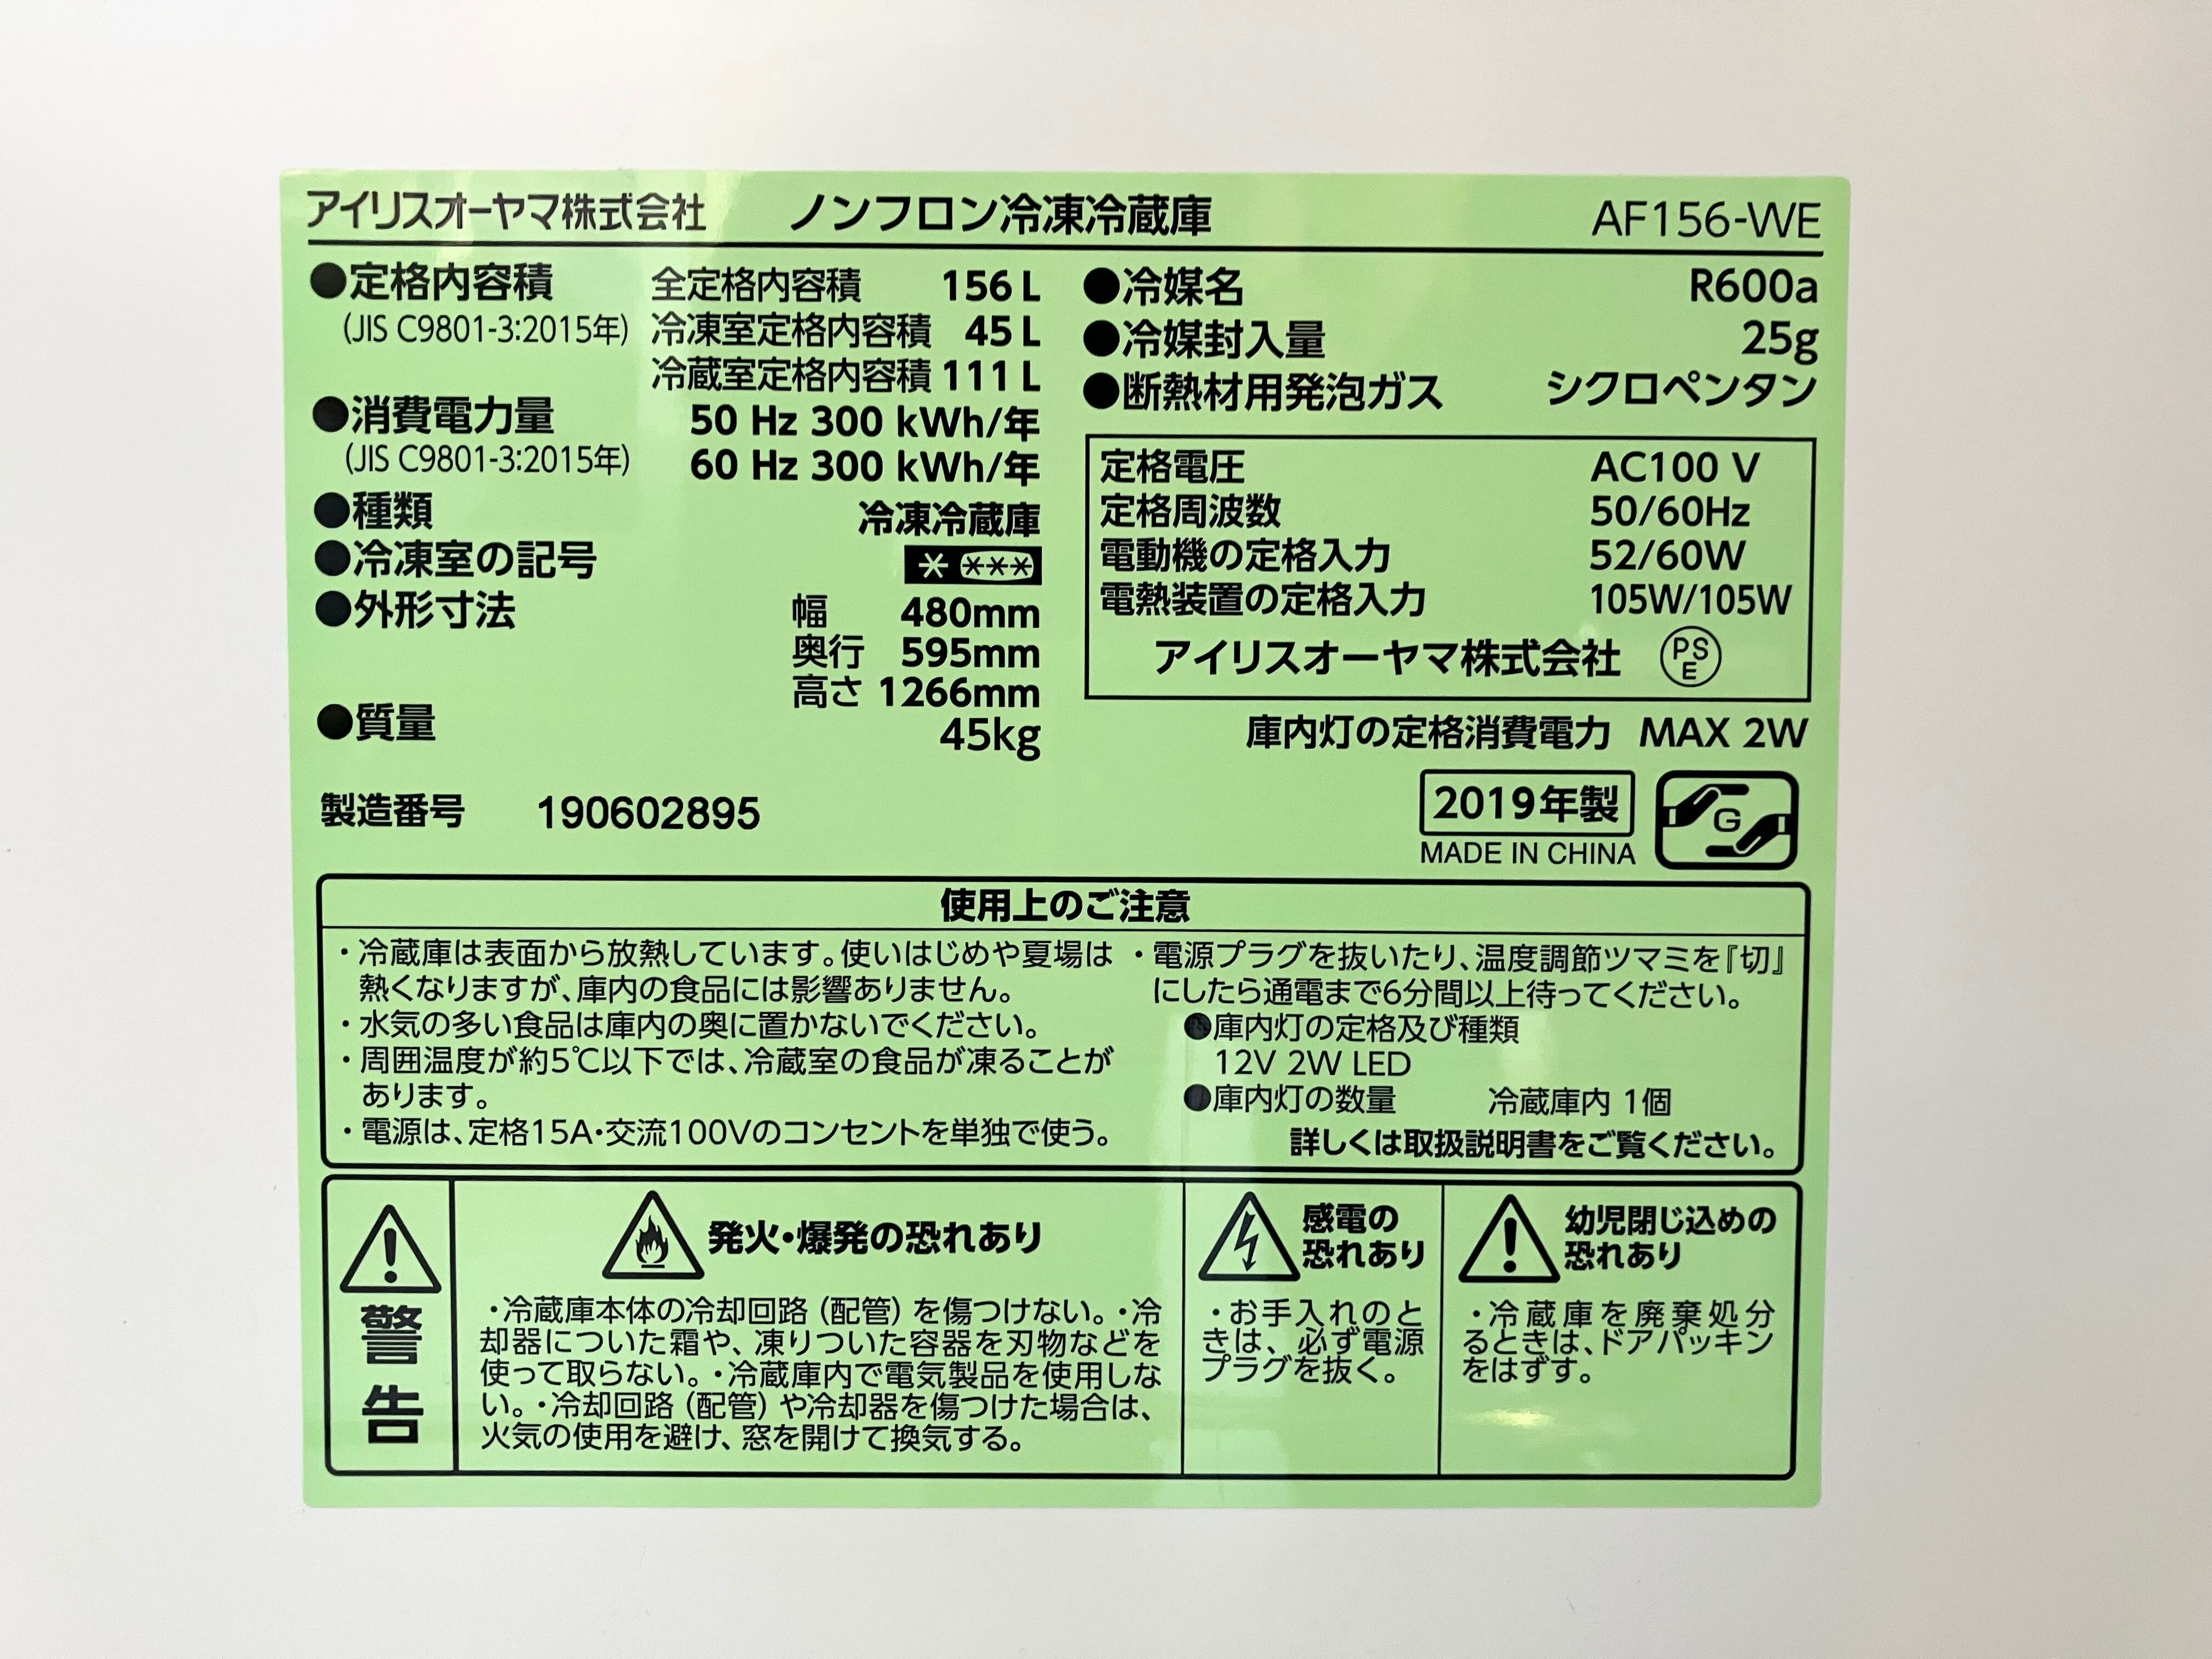 アイリスオーヤマ株式会社 ノンフロン冷凍冷蔵庫 AF156-WE
●定格内容積 全定格内容積 156 L
(JIS C9801-3:2015年) 冷凍室定格内容積 45 L
冷蔵室定格内容積 111 L
●消費電力量 50 Hz 300 kWh/年
(JIS C9801-3:2015年) 60 Hz 300 kWh/年
●種類 冷凍冷蔵庫
●冷凍室の記号
●外形寸法 幅 480mm
奥行 595mm
高さ 1266mm
●質量 45kg
製造番号 190602895
●冷媒名 R600a
●冷媒封入量 25g
●断熱材用発泡ガス シクロペンタン
定格電圧 AC100 V
定格周波数 50/60Hz
電動機の定格入力 52/60W
電熱装置の定格入力 105W/105W
アイリスオーヤマ株式会社 PSE
庫内灯の定格消費電力 MAX 2W
2019年製
MADE IN CHINA
G
使用上のご注意
・冷蔵庫は表面から放熱しています。使いはじめや夏場は
熱くなりますが、庫内の食品には影響ありません。
・水気の多い食品は庫内の奥に置かないでください。
・周囲温度が約5℃以下では、冷蔵室の食品が凍ることが
あります。
・電源は、定格15A・交流100Vのコンセントを単独で使う。
・電源プラグを抜いたり、温度調節ツマミを『切』
にしたら通電まで6分間以上待ってください。
●庫内灯の定格及び種類
12V 2W LED
●庫内灯の数量 冷蔵庫内 1個
詳しくは取扱説明書をご覧ください。
警告
発火・爆発の恐れあり
・冷蔵庫本体の冷却回路（配管）を傷つけない。・冷
却器についた霜や、凍りついた容器を刃物などを
使って取らない。・冷蔵庫内で電気製品を使用しな
い。・冷却回路（配管）や冷却器を傷つけた場合は、
火気の使用を避け、窓を開けて換気する。
感電の
恐れあり
・お手入れのと
きは、必ず電源
プラグを抜く。
幼児閉じ込めの
恐れあり
・冷蔵庫を廃棄処分
るときは、ドアパッキン
をはずす。